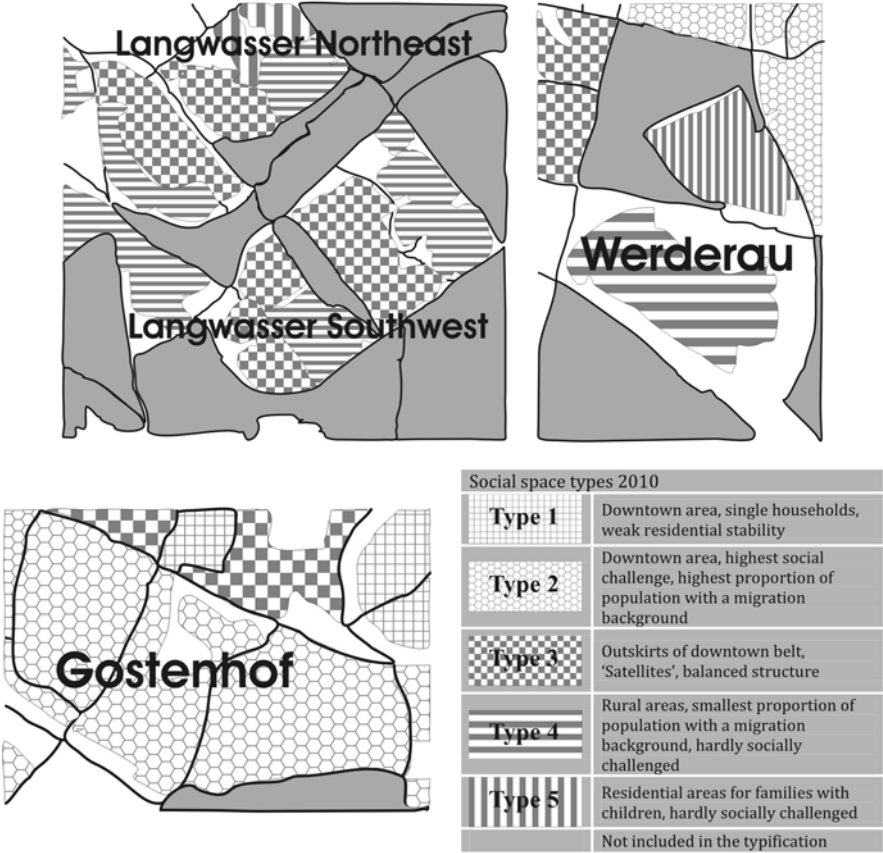 Langwasser Northeast
Langwasser Southwest
Werderau
Gostenhof
Social space types 2010
Type 1
Downtown area, single households,
weak residential stability
Type 2
Downtown area, highest social
challenge, highest proportion of
population with a migration
background
Type 3
Outskirts of downtown belt,
‘Satellites’, balanced structure
Type 4
Rural areas, smallest proportion of
population with a migration
background, hardly socially
challenged
Type 5
Residential areas for families with
children, hardly socially challenged
Not included in the typification